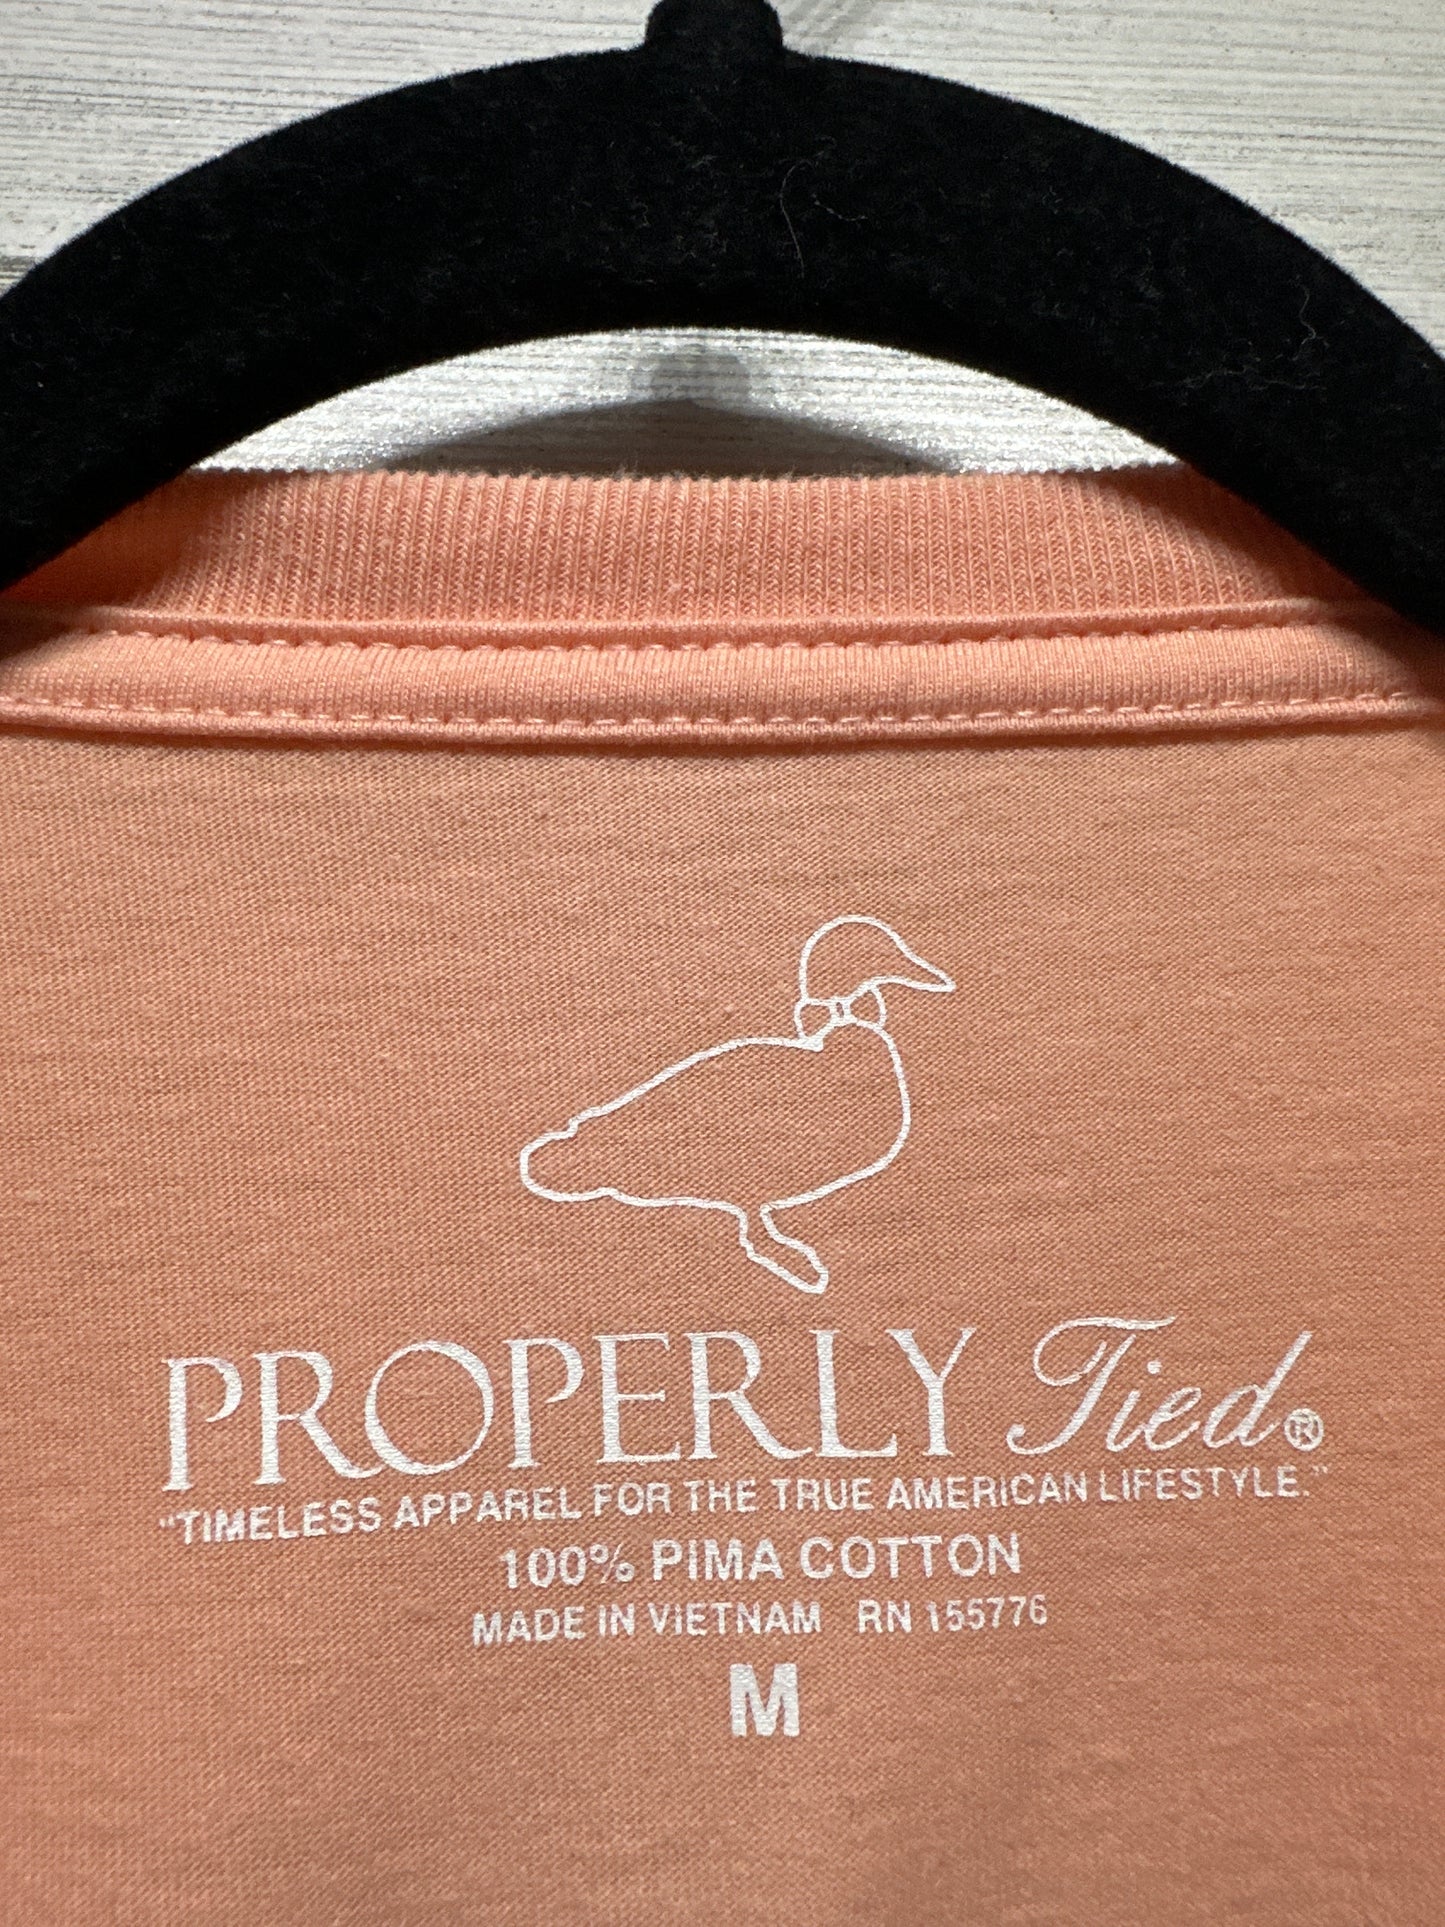 PROPERLY Tied®
"TIMELESS APPAREL FOR THE TRUE AMERICAN LIFESTYLE."
100% PIMA COTTON
MADE IN VIETNAM RN 155776
M